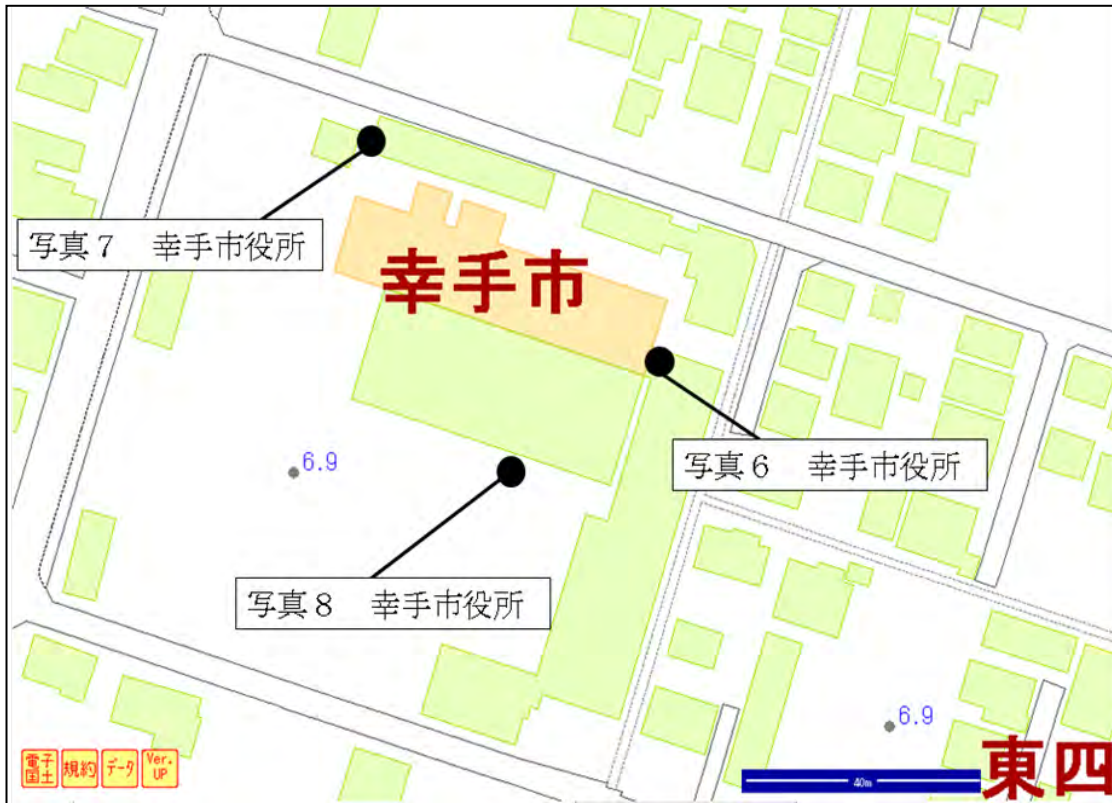 写真７　幸手市役所
幸手市
6.9
写真６　幸手市役所
写真８　幸手市役所
6.9
電子国土
規約
データ
Ver. UP
40m
東四